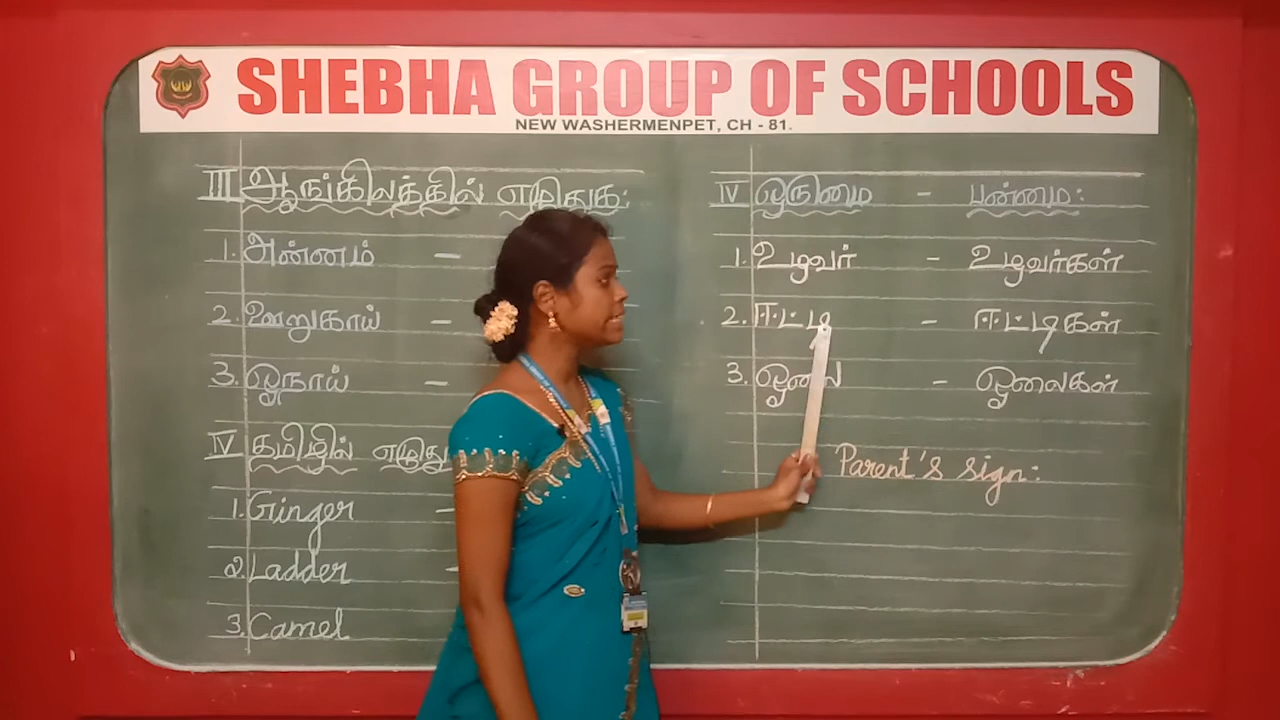 SHEBHA GROUP OF SCHOOLS
NEW WASHERMENPET, CH - 81.
III ஆங்கிலத்தில் எழுதுக:
1. அன்னம் -
2. ஊறுகாய் -
3. ஓநாய் -
IV தமிழில் எழுது
1. Ginger -
2. Ladder -
3. Camel
IV ஒருமை - பன்மை:
1. உழவர் - உழவர்கள்
2. ஈட்டி - ஈட்டிகள்
3. ஓலை - ஓலைகள்
Parent's sign: